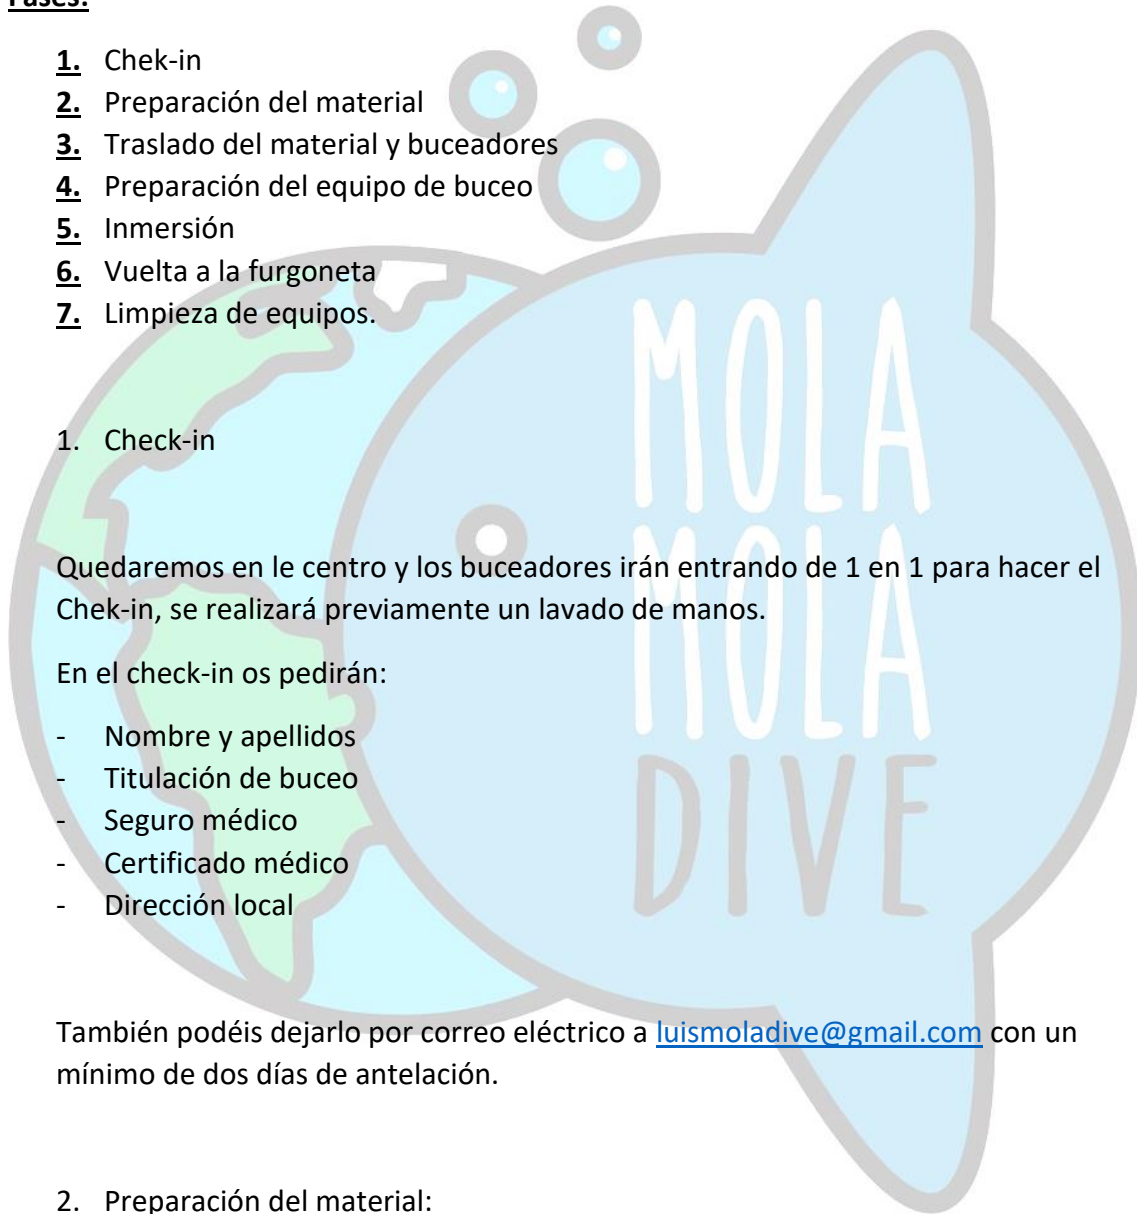 Fases:
1. Chek-in
2. Preparación del material
3. Traslado del material y buceadores
4. Preparación del equipo de buceo
5. Inmersión
6. Vuelta a la furgoneta
7. Limpieza de equipos.
1. Check-in
Quedaremos en le centro y los buceadores irán entrando de 1 en 1 para hacer el
Chek-in, se realizará previamente un lavado de manos.
En el check-in os pedirán:
- Nombre y apellidos
- Titulación de buceo
- Seguro médico
- Certificado médico
- Dirección local
También podéis dejarlo por correo eléctrico a luismoladive@gmail.com con un
mínimo de dos días de antelación.
2. Preparación del material:
MOLA
MOLA
DIVE